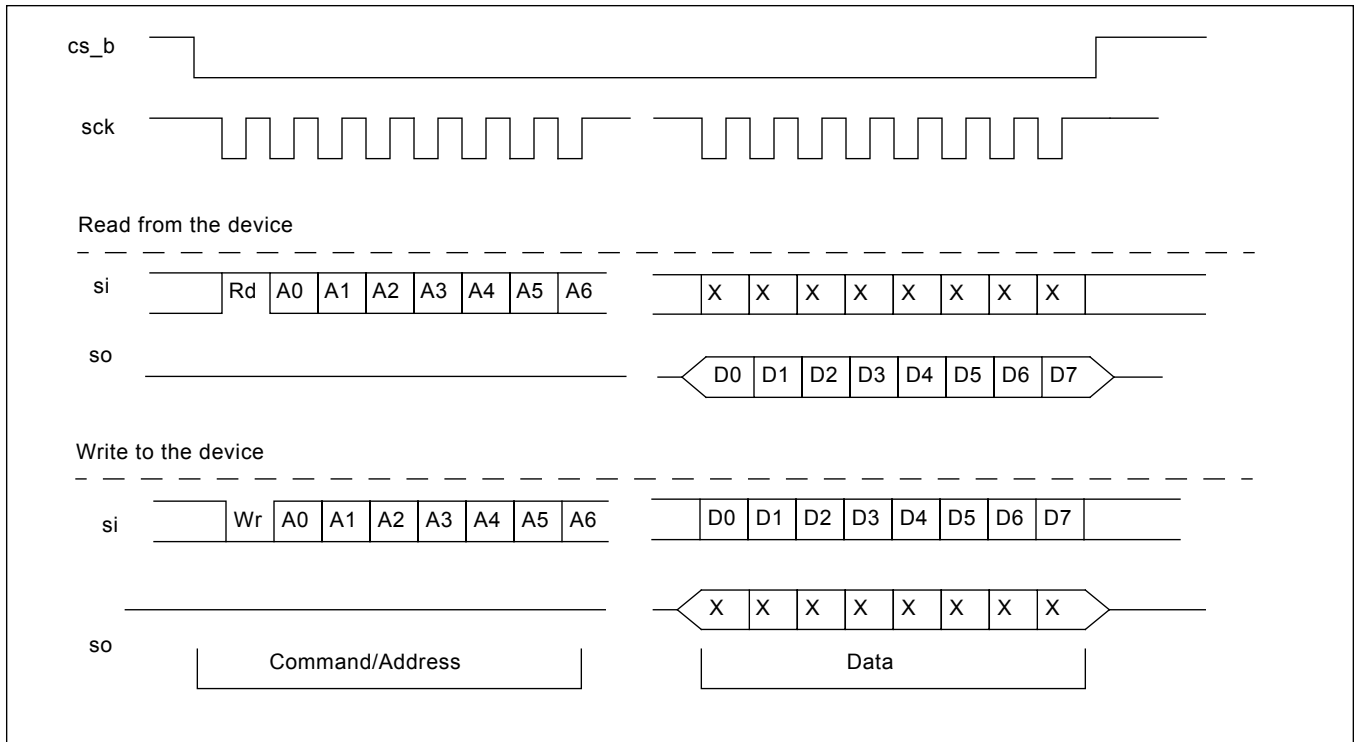 cs_b
sck
Read from the device
si Rd A0 A1 A2 A3 A4 A5 A6 X X X X X X X X
so D0 D1 D2 D3 D4 D5 D6 D7
Write to the device
si Wr A0 A1 A2 A3 A4 A5 A6 D0 D1 D2 D3 D4 D5 D6 D7
so X X X X X X X X
Command/Address Data